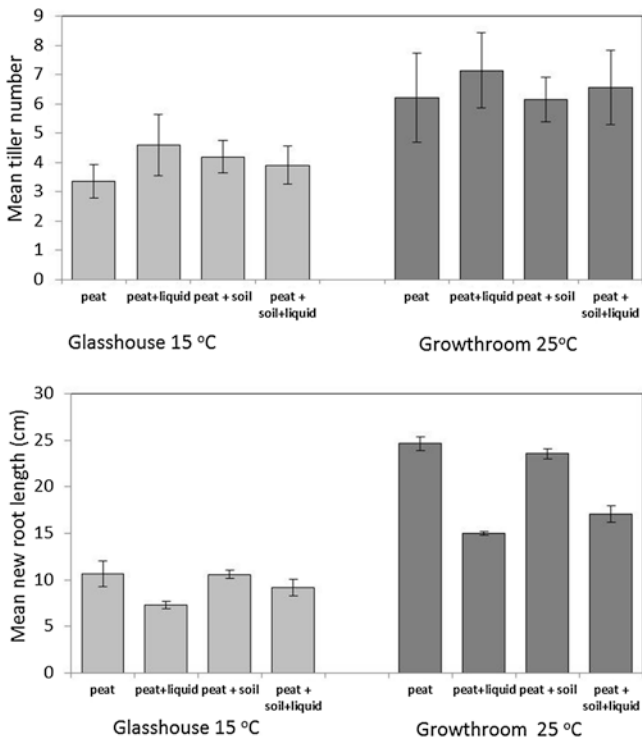 Mean tiller number
9
8
7
6
5
4
3
2
1
0
peat peat+liquid peat + soil peat + soil+liquid peat peat+liquid peat + soil peat + soil+liquid
Glasshouse 15 °C Growthroom 25°C
Mean new root length (cm)
30
25
20
15
10
5
0
peat peat+liquid peat + soil peat + soil+liquid peat peat+liquid peat + soil peat + soil+liquid
Glasshouse 15 °C Growthroom 25 °C